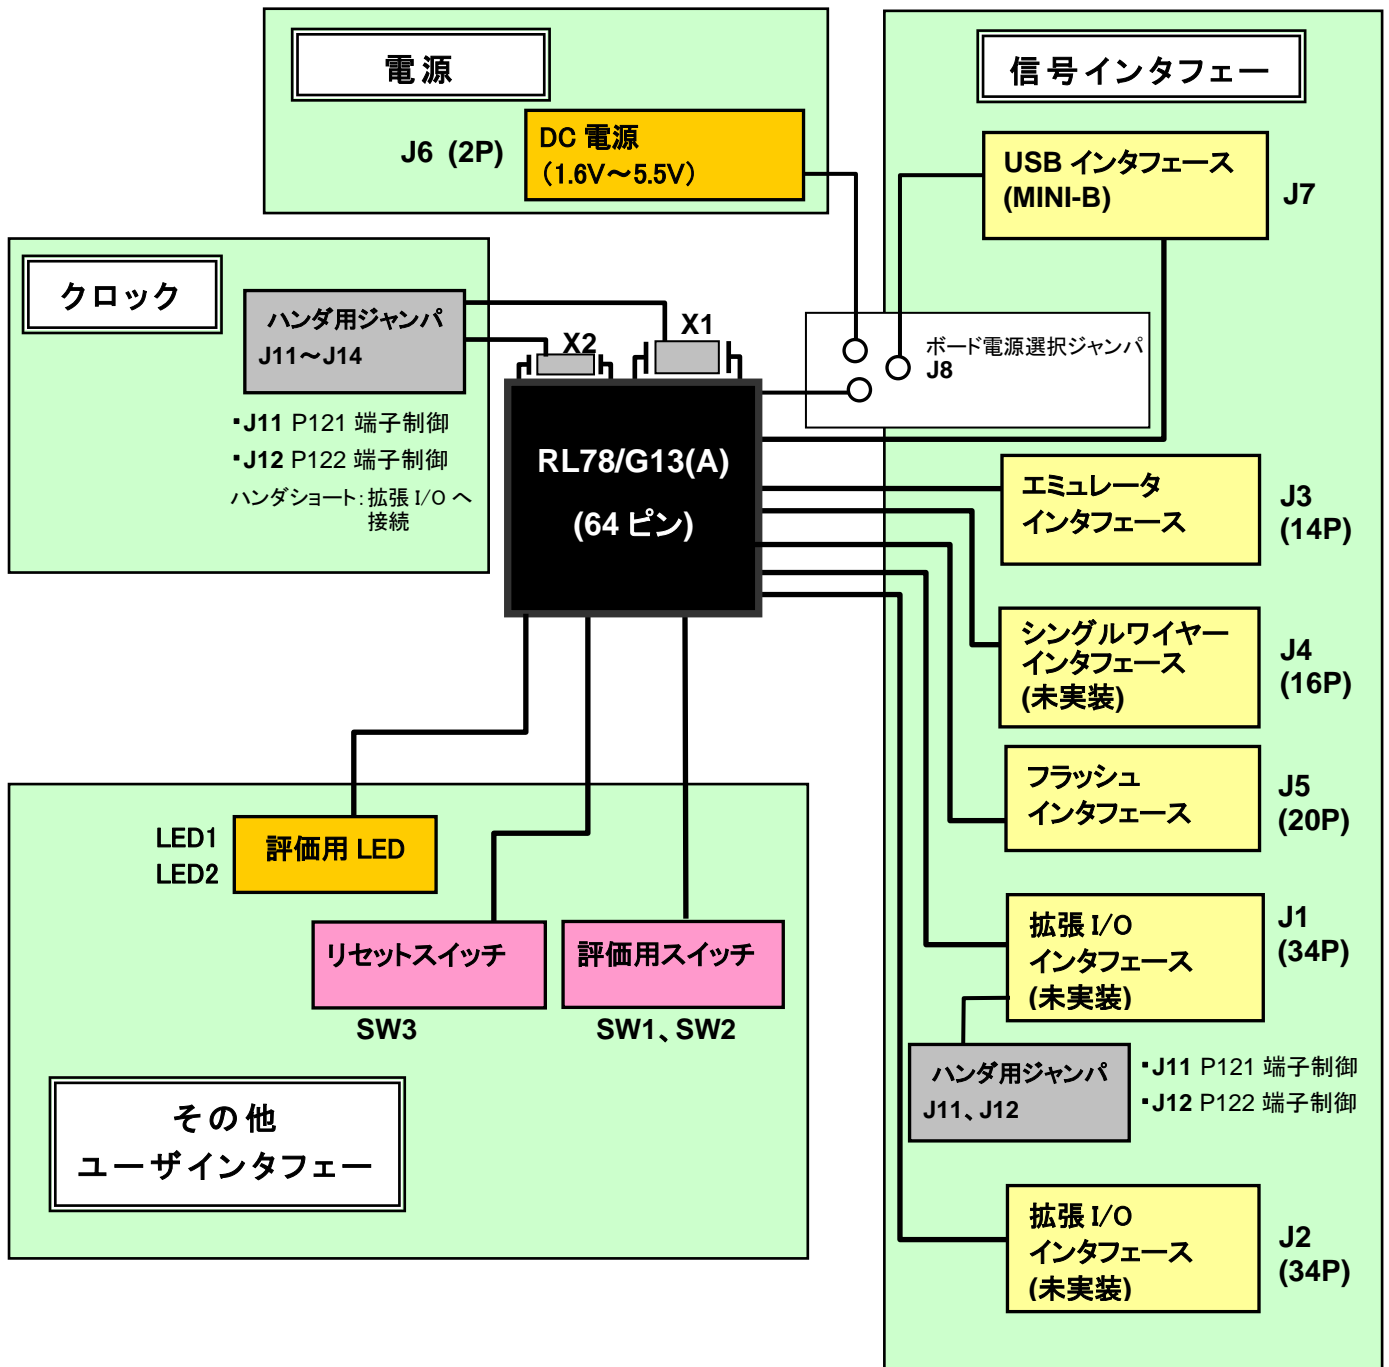 電源
J6 (2P)
DC 電源
（1.6V～5.5V）
信号インタフェー
USB インタフェース
(MINI-B)
J7
クロック
ハンダ用ジャンパ
J11～J14
X2
X1
ボード電源選択ジャンパ
J8
▪J11 P121 端子制御
▪J12 P122 端子制御
ハンダショート：拡張 I/O へ
接続
RL78/G13(A)
(64 ピン)
エミュレータ
インタフェース
J3
(14P)
シングルワイヤー
インタフェース
(未実装)
J4
(16P)
フラッシュ
インタフェース
J5
(20P)
LED1
LED2
評価用 LED
リセットスイッチ
SW3
評価用スイッチ
SW1、SW2
拡張 I/O
インタフェース
(未実装)
J1
(34P)
ハンダ用ジャンパ
J11、J12
▪J11 P121 端子制御
▪J12 P122 端子制御
その他
ユーザインタフェー
拡張 I/O
インタフェース
(未実装)
J2
(34P)